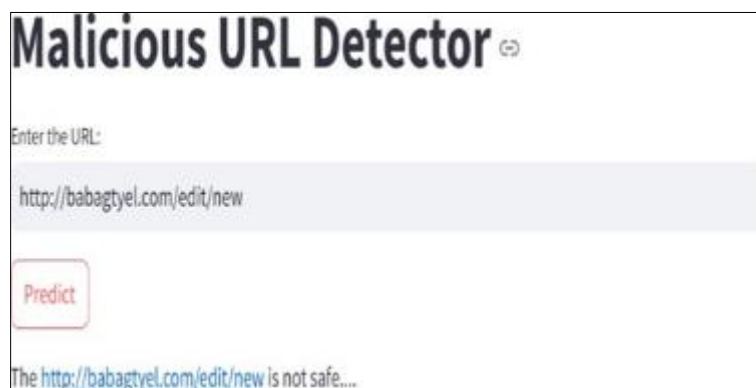 Malicious URL Detector
Enter the URL:
http://babagtyel.com/edit/new
Predict
The http://babagtyel.com/edit/new is not safe....